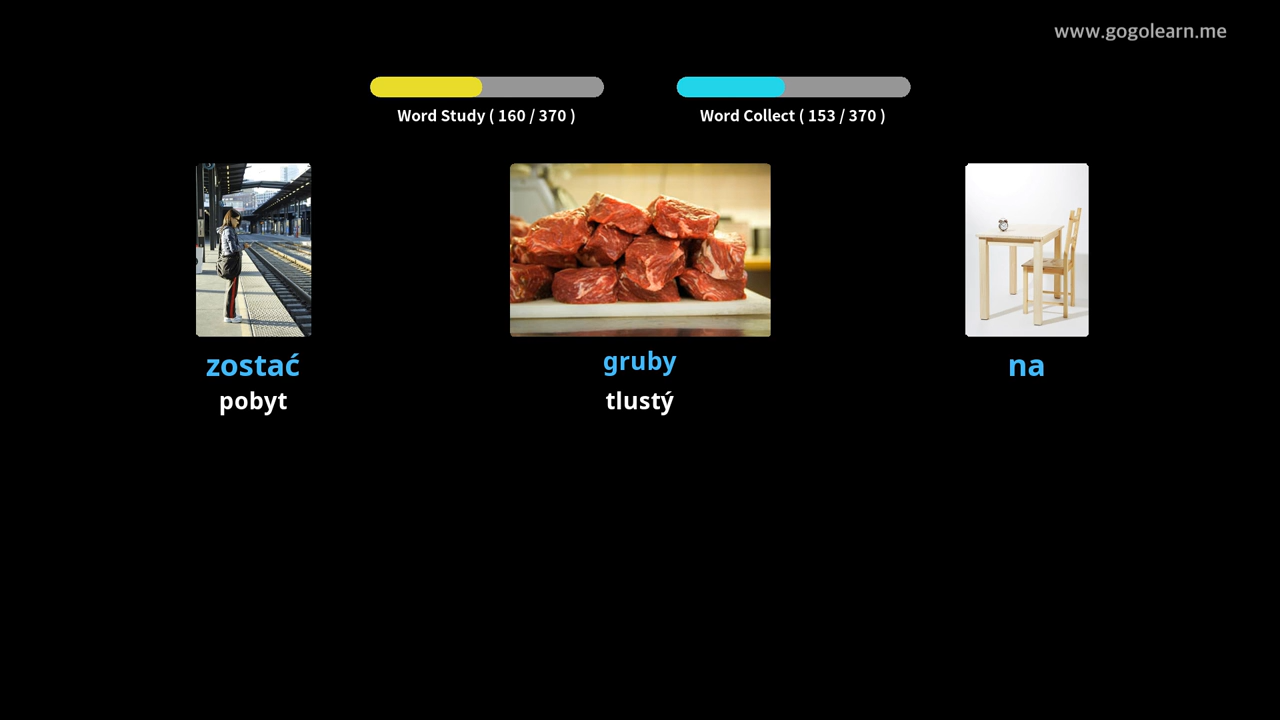 www.gogolearn.me
Word Study ( 160 / 370 )
Word Collect ( 153 / 370 )
zostać
pobyt
gruby
tlustý
na